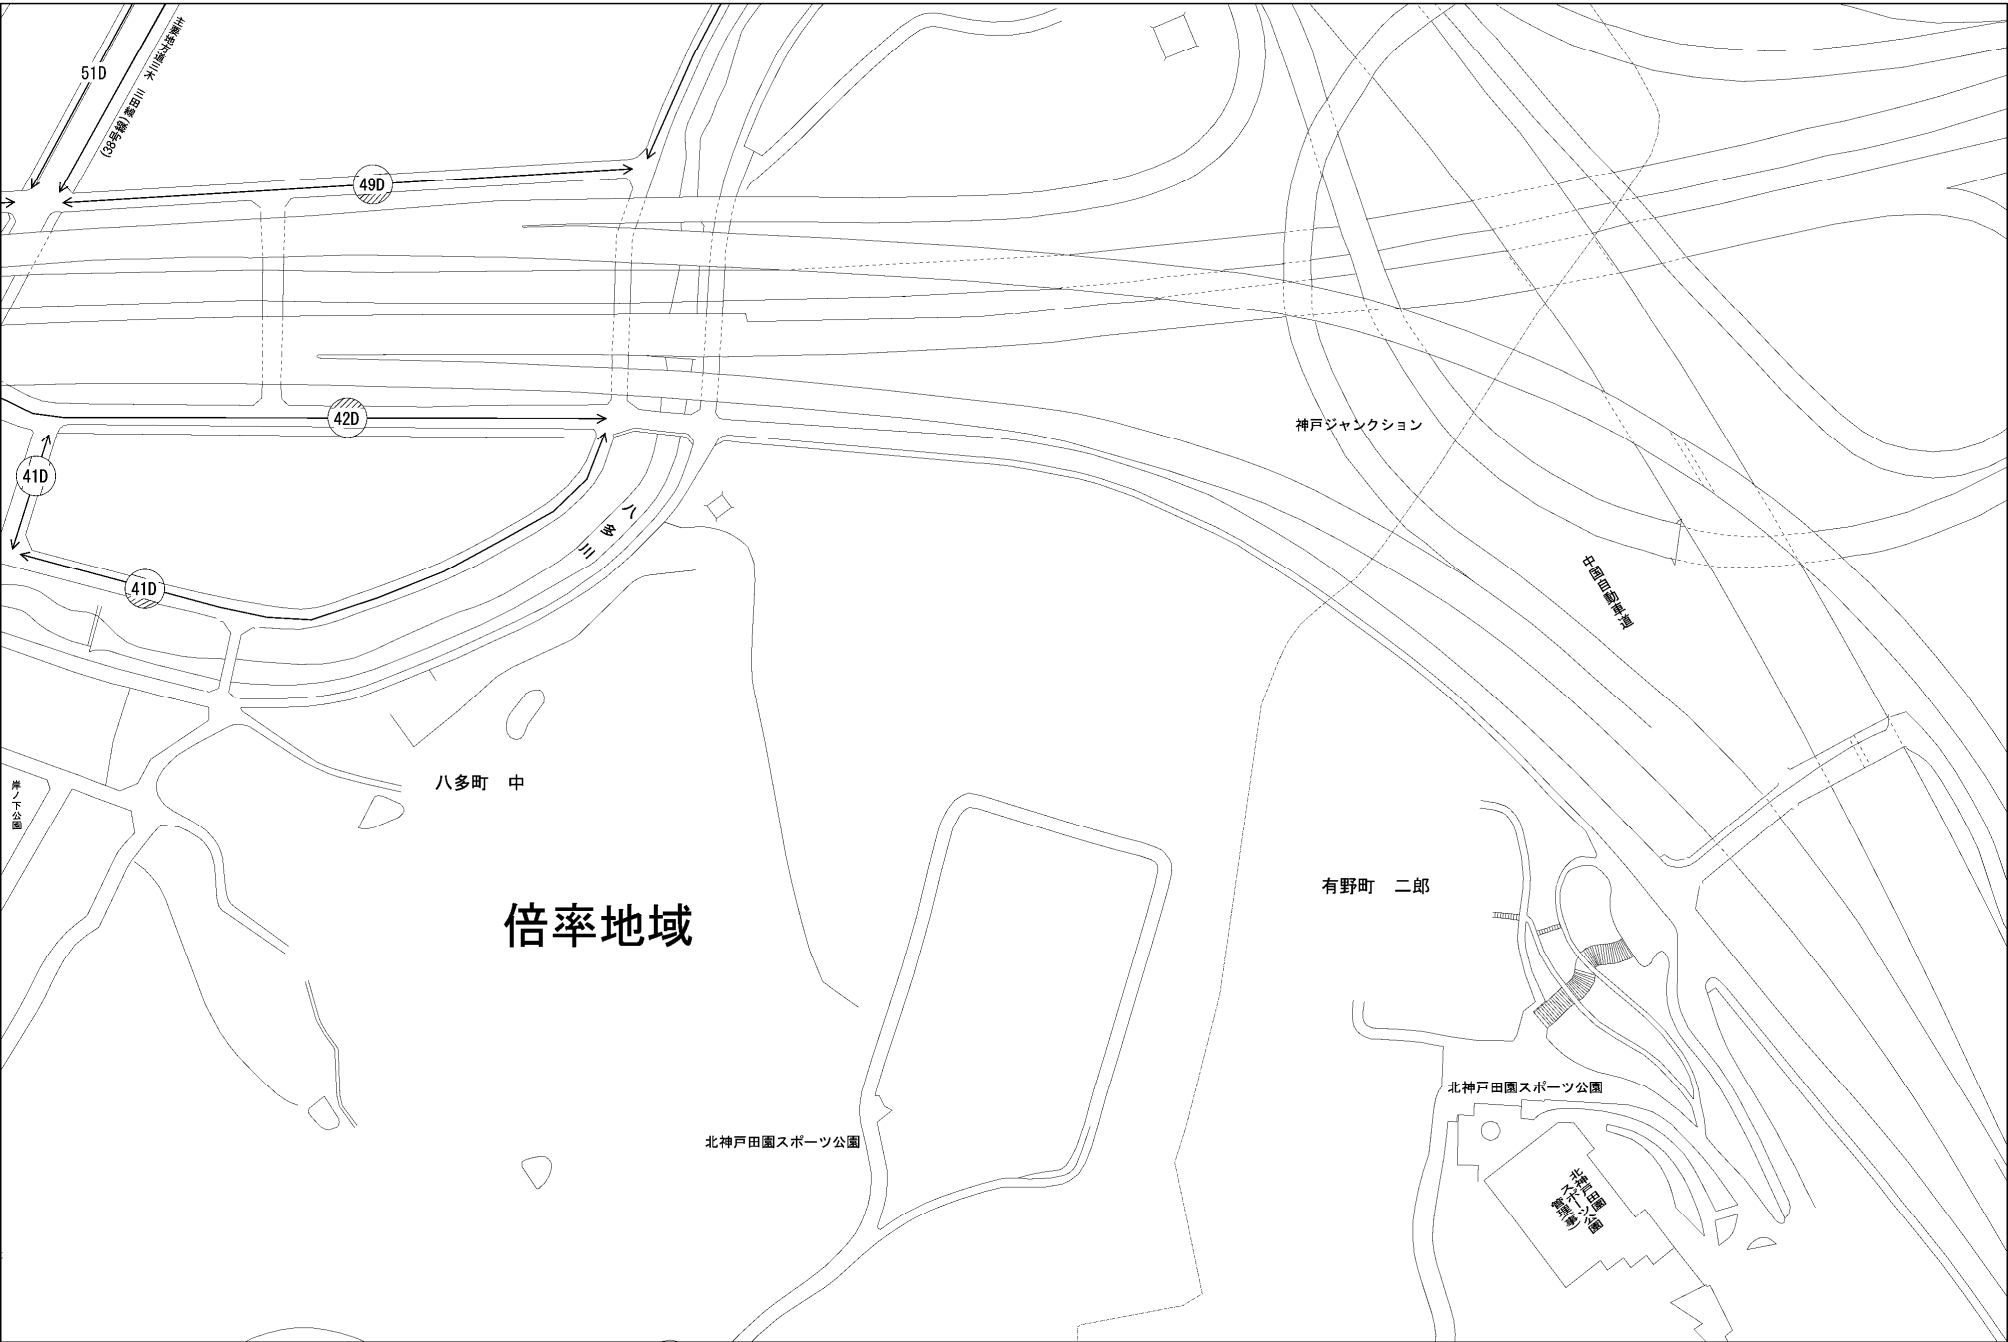 51D
主要地方道三木　三田線
(38号線)
49D
42D
41D
41D
八多川
神戸ジャンクション
中国自動車道
八多町　中
岸ノ下公園
倍率地域
有野町　二郎
北神戸田園スポーツ公園
北神戸田園スポーツ公園
北神戸田園
スポーツ公園
管理(事)